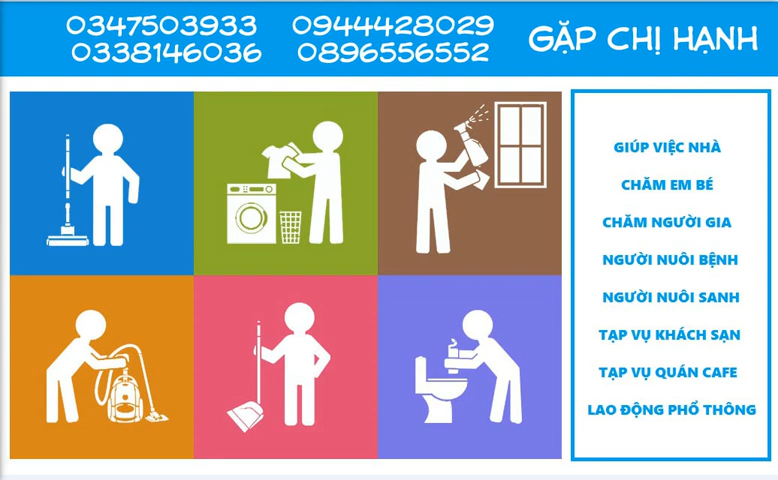 0347503933 0944428029
0338146036 0896556552
GẶP CHỊ HẠNH
GIÚP VIỆC NHÀ
CHĂM EM BÉ
CHĂM NGƯỜI GIA
NGƯỜI NUÔI BỆNH
NGƯỜI NUÔI SANH
TẠP VỤ KHÁCH SẠN
TẠP VỤ QUÁN CAFE
LAO ĐỘNG PHỔ THÔNG